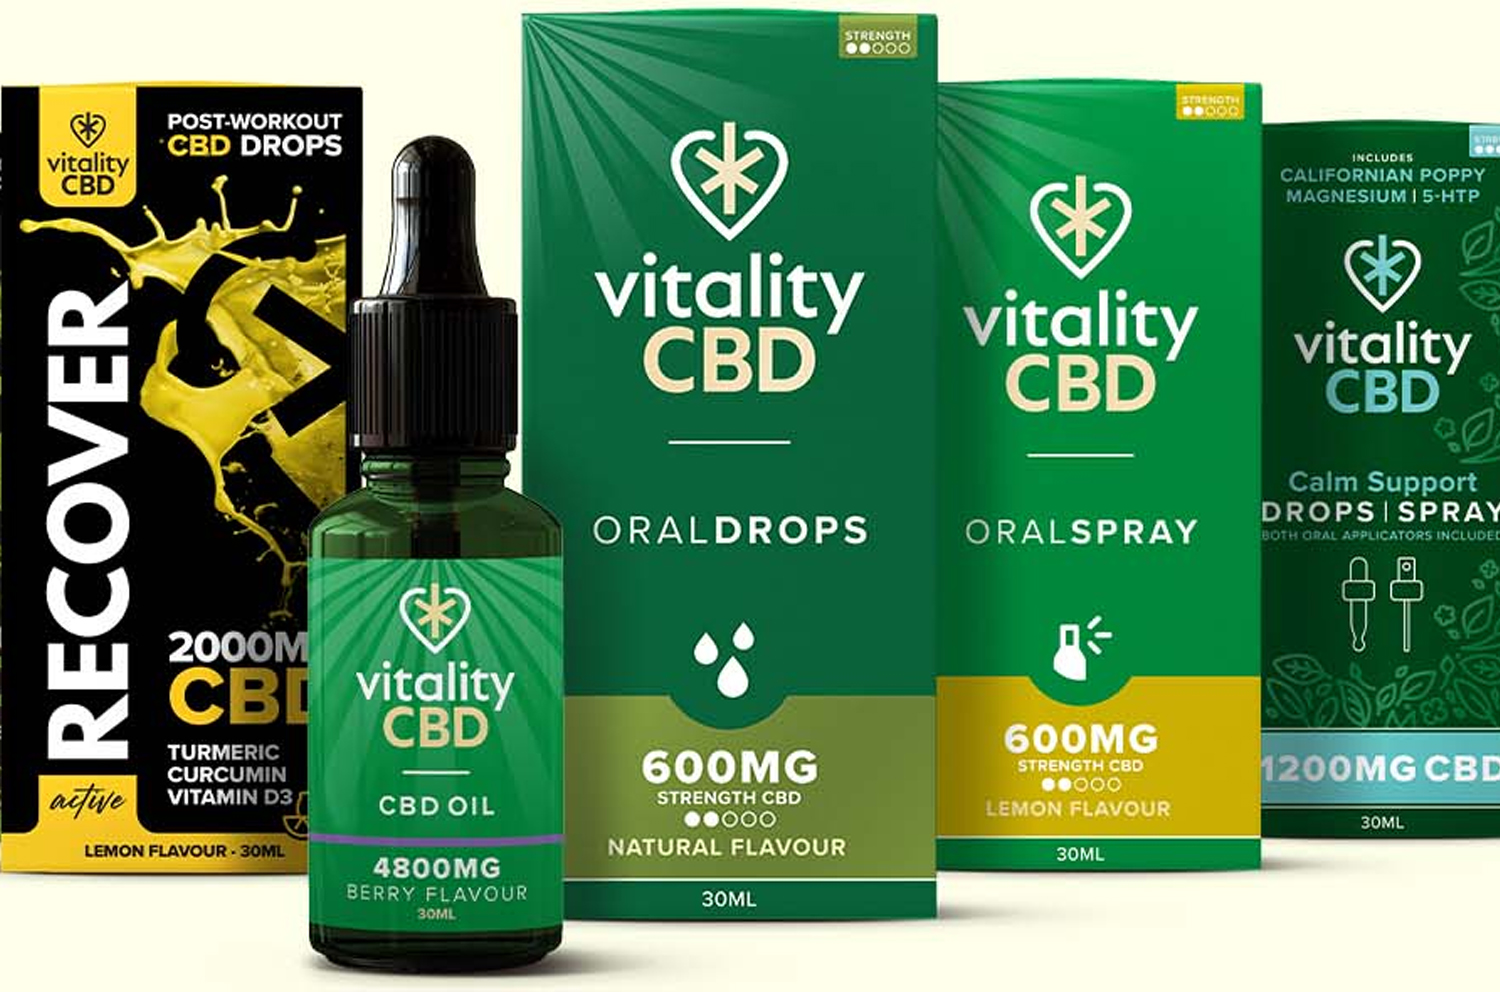 vitality
CBD
POST-WORKOUT
CBD DROPS
RECOVER
2000M
CBD
TURMERIC
CURCUMIN
VITAMIN D3
active
LEMON FLAVOUR · 30ML
vitality
CBD
CBD OIL
4800MG
BERRY FLAVOUR
30ML
STRENGTH
vitality
CBD
ORALDROPS
600MG
STRENGTH CBD
NATURAL FLAVOUR
30ML
STRENGTH
vitality
CBD
ORALSPRAY
600MG
STRENGTH CBD
LEMON FLAVOUR
30ML
INCLUDES
CALIFORNIAN POPPY
MAGNESIUM | 5-HTP
vitality
CBD
Calm Support
DROPS | SPRAY
BOTH ORAL APPLICATORS INCLUDED
1200MG CBD
30ML